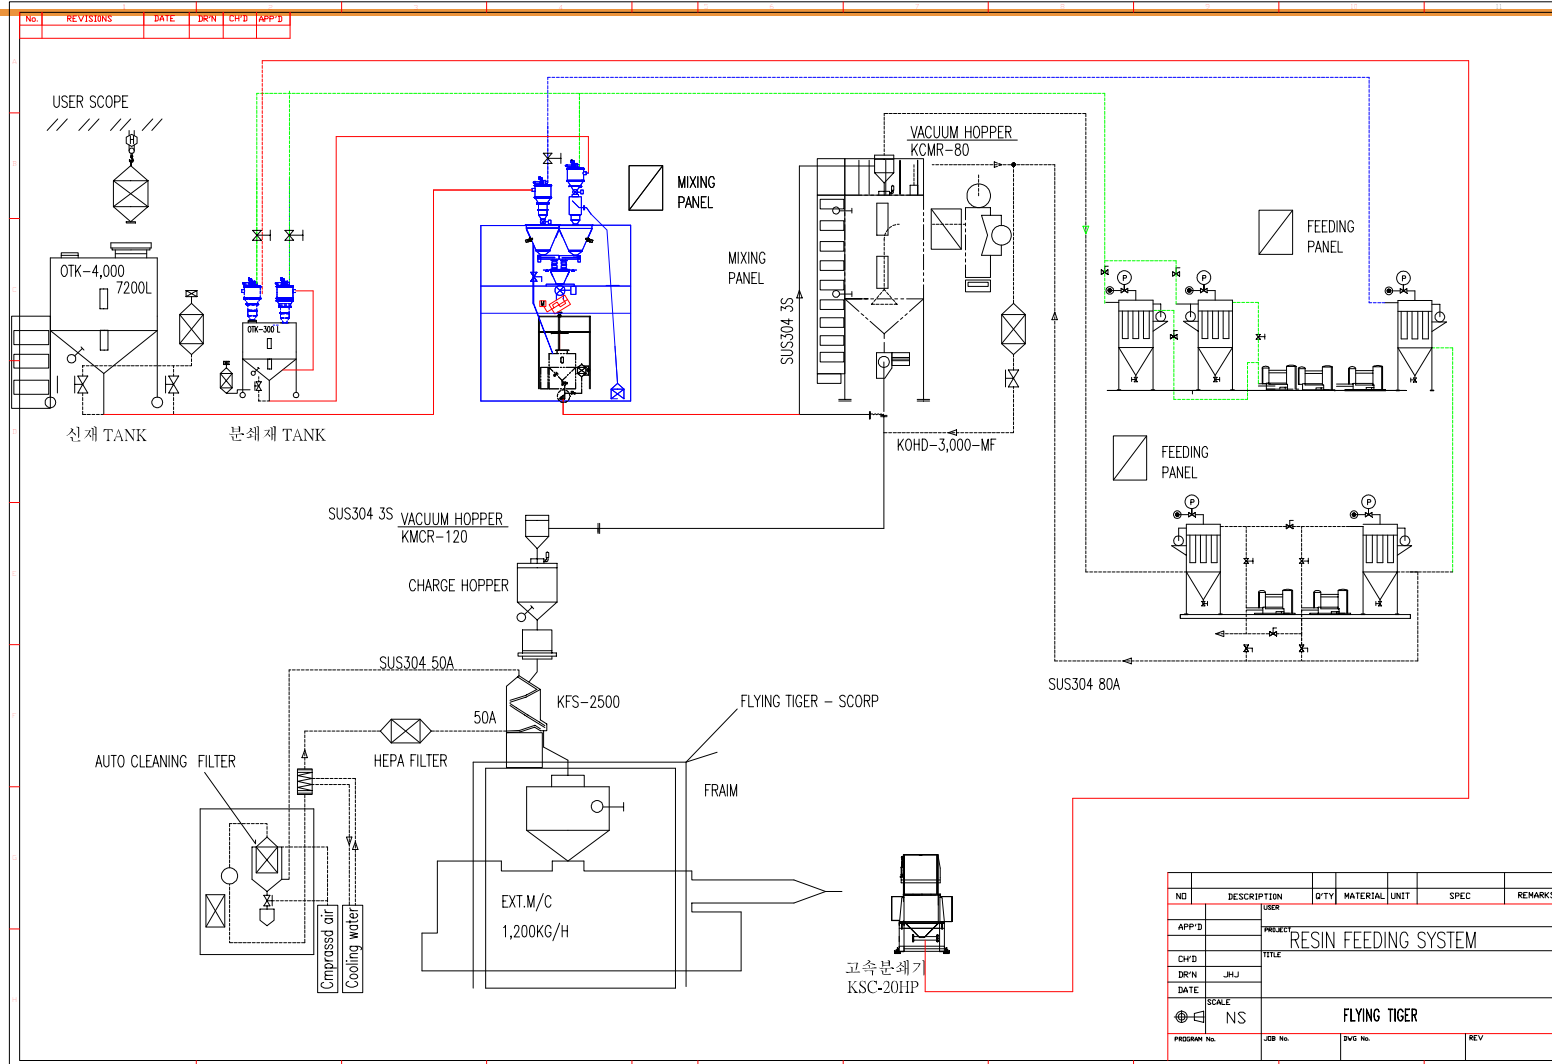 No. REVISIONS DATE DR'N CH'D APP'D
USER SCOPE
H
OTK-4,000
7200L
신재 TANK
OTK-300 L
분쇄재 TANK
M
MIXING
PANEL
MIXING
PANEL
SUS304 3S
VACUUM HOPPER
KCMR-80
KOHD-3,000-MF
FEEDING
PANEL
P
P
P
FEEDING
PANEL
P
P
SUS304 80A
SUS304 3S
VACUUM HOPPER
KMCR-120
CHARGE HOPPER
SUS304 50A
KFS-2500
50A
HEPA FILTER
AUTO CLEANING FILTER
FLYING TIGER - SCORP
FRAIM
EXT.M/C
1,200KG/H
Cmprassd air
Cooling water
고속분쇄기
KSC-20HP
NO DESCRIPTION Q'TY MATERIAL UNIT SPEC REMARKS
USER
APP'D
PROJECT
RESIN FEEDING SYSTEM
CH'D
TITLE
DR'N JHJ
DATE
SCALE
NS
FLYING TIGER
PROGRAM No. JOB No. DWG No. REV